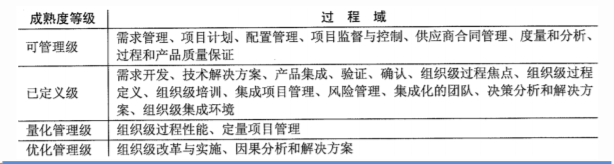 成熟度等级 过程域
可管理级 需求管理、项目计划、配置管理、项目监督与控制、供应商合同管理、度量和分析、
过程和产品质量保证
已定义级 需求开发、技术解决方案、产品集成、验证、确认、组织级过程焦点、组织级过程
定义、组织级培训、集成项目管理、风险管理、集成化的团队、决策分析和解决方
案、组织级集成环境
量化管理级 组织级过程性能、定量项目管理
优化管理级 组织级改革与实施、因果分析和解决方案